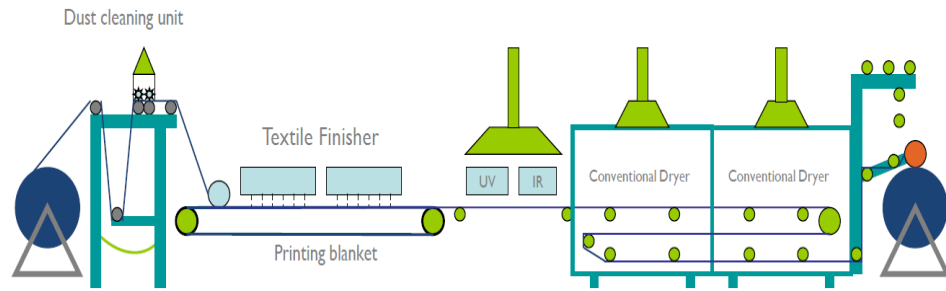 Dust cleaning unit
Textile Finisher
UV
IR
Conventional Dryer
Conventional Dryer
Printing blanket